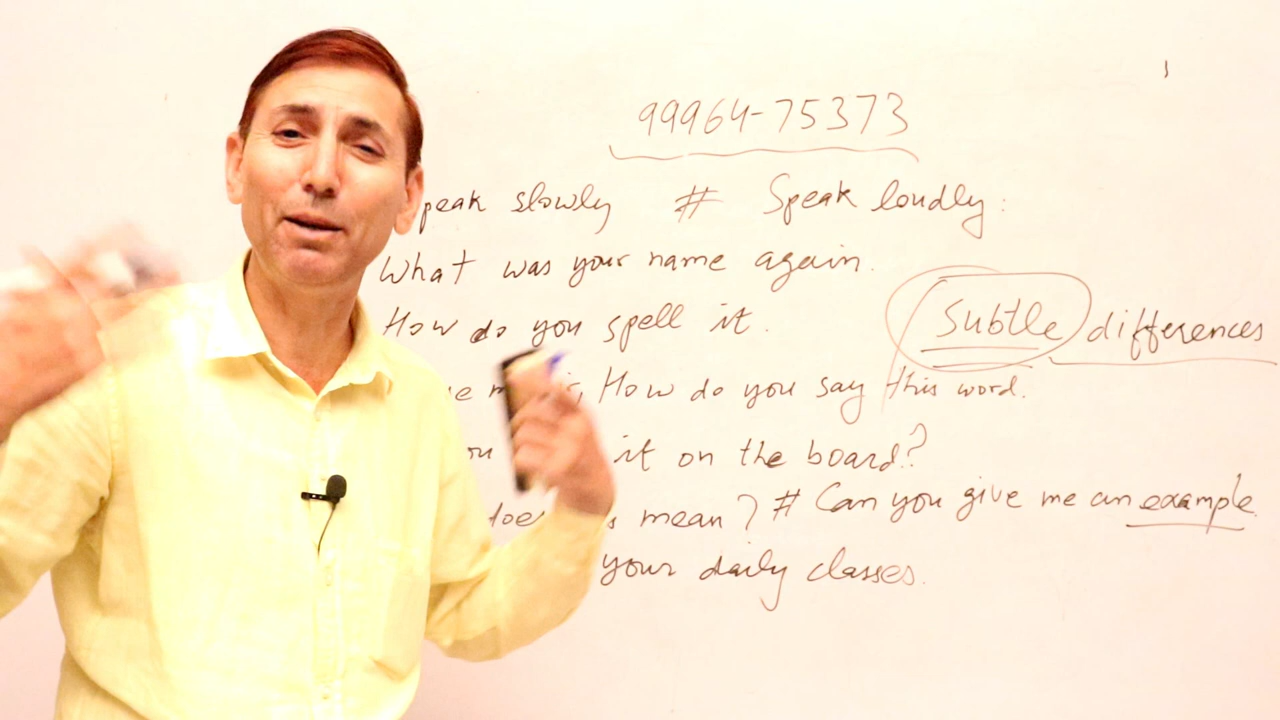 99964-75373
peak slowly # Speak loudly:
What was your name again.
How do you spell it.
Subtle differences
How do you say this word.
it on the board?
mean? # Can you give me an example.
your daily classes.